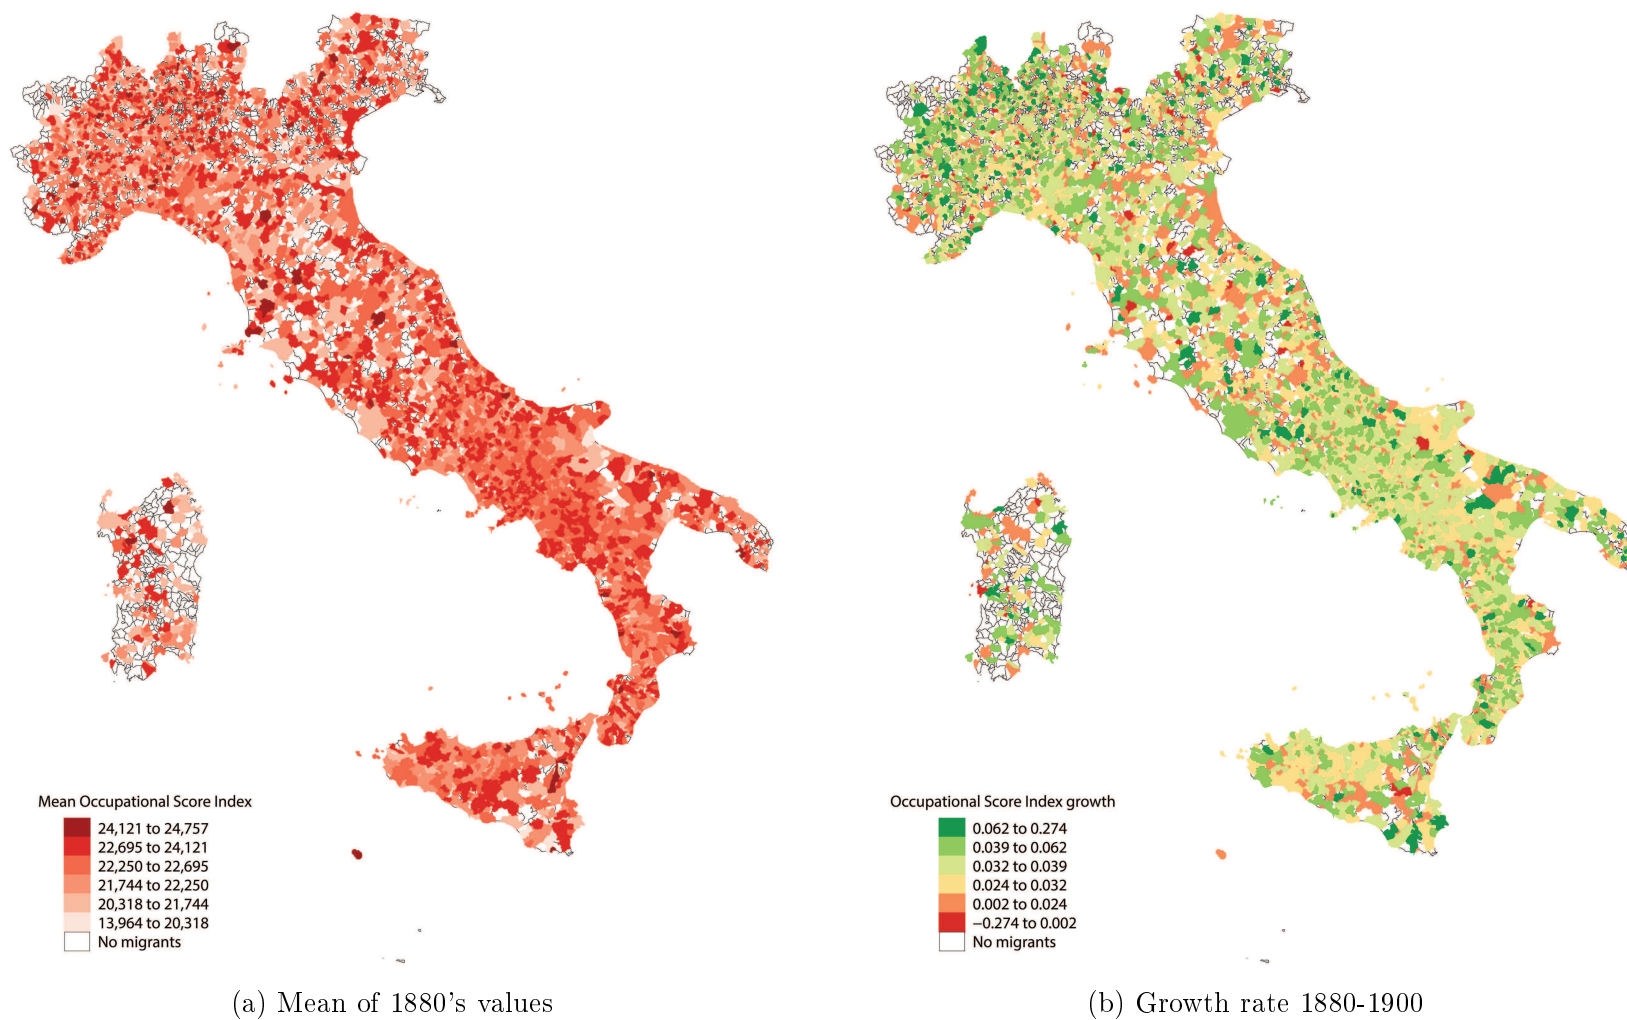 Mean Occupational Score Index
24,121 to 24,757
22,695 to 24,121
22,250 to 22,695
21,744 to 22,250
20,318 to 21,744
13,964 to 20,318
No migrants
Occupational Score Index growth
0.062 to 0.274
0.039 to 0.062
0.032 to 0.039
0.024 to 0.032
0.002 to 0.024
−0.274 to 0.002
No migrants
(a) Mean of 1880's values
(b) Growth rate 1880-1900